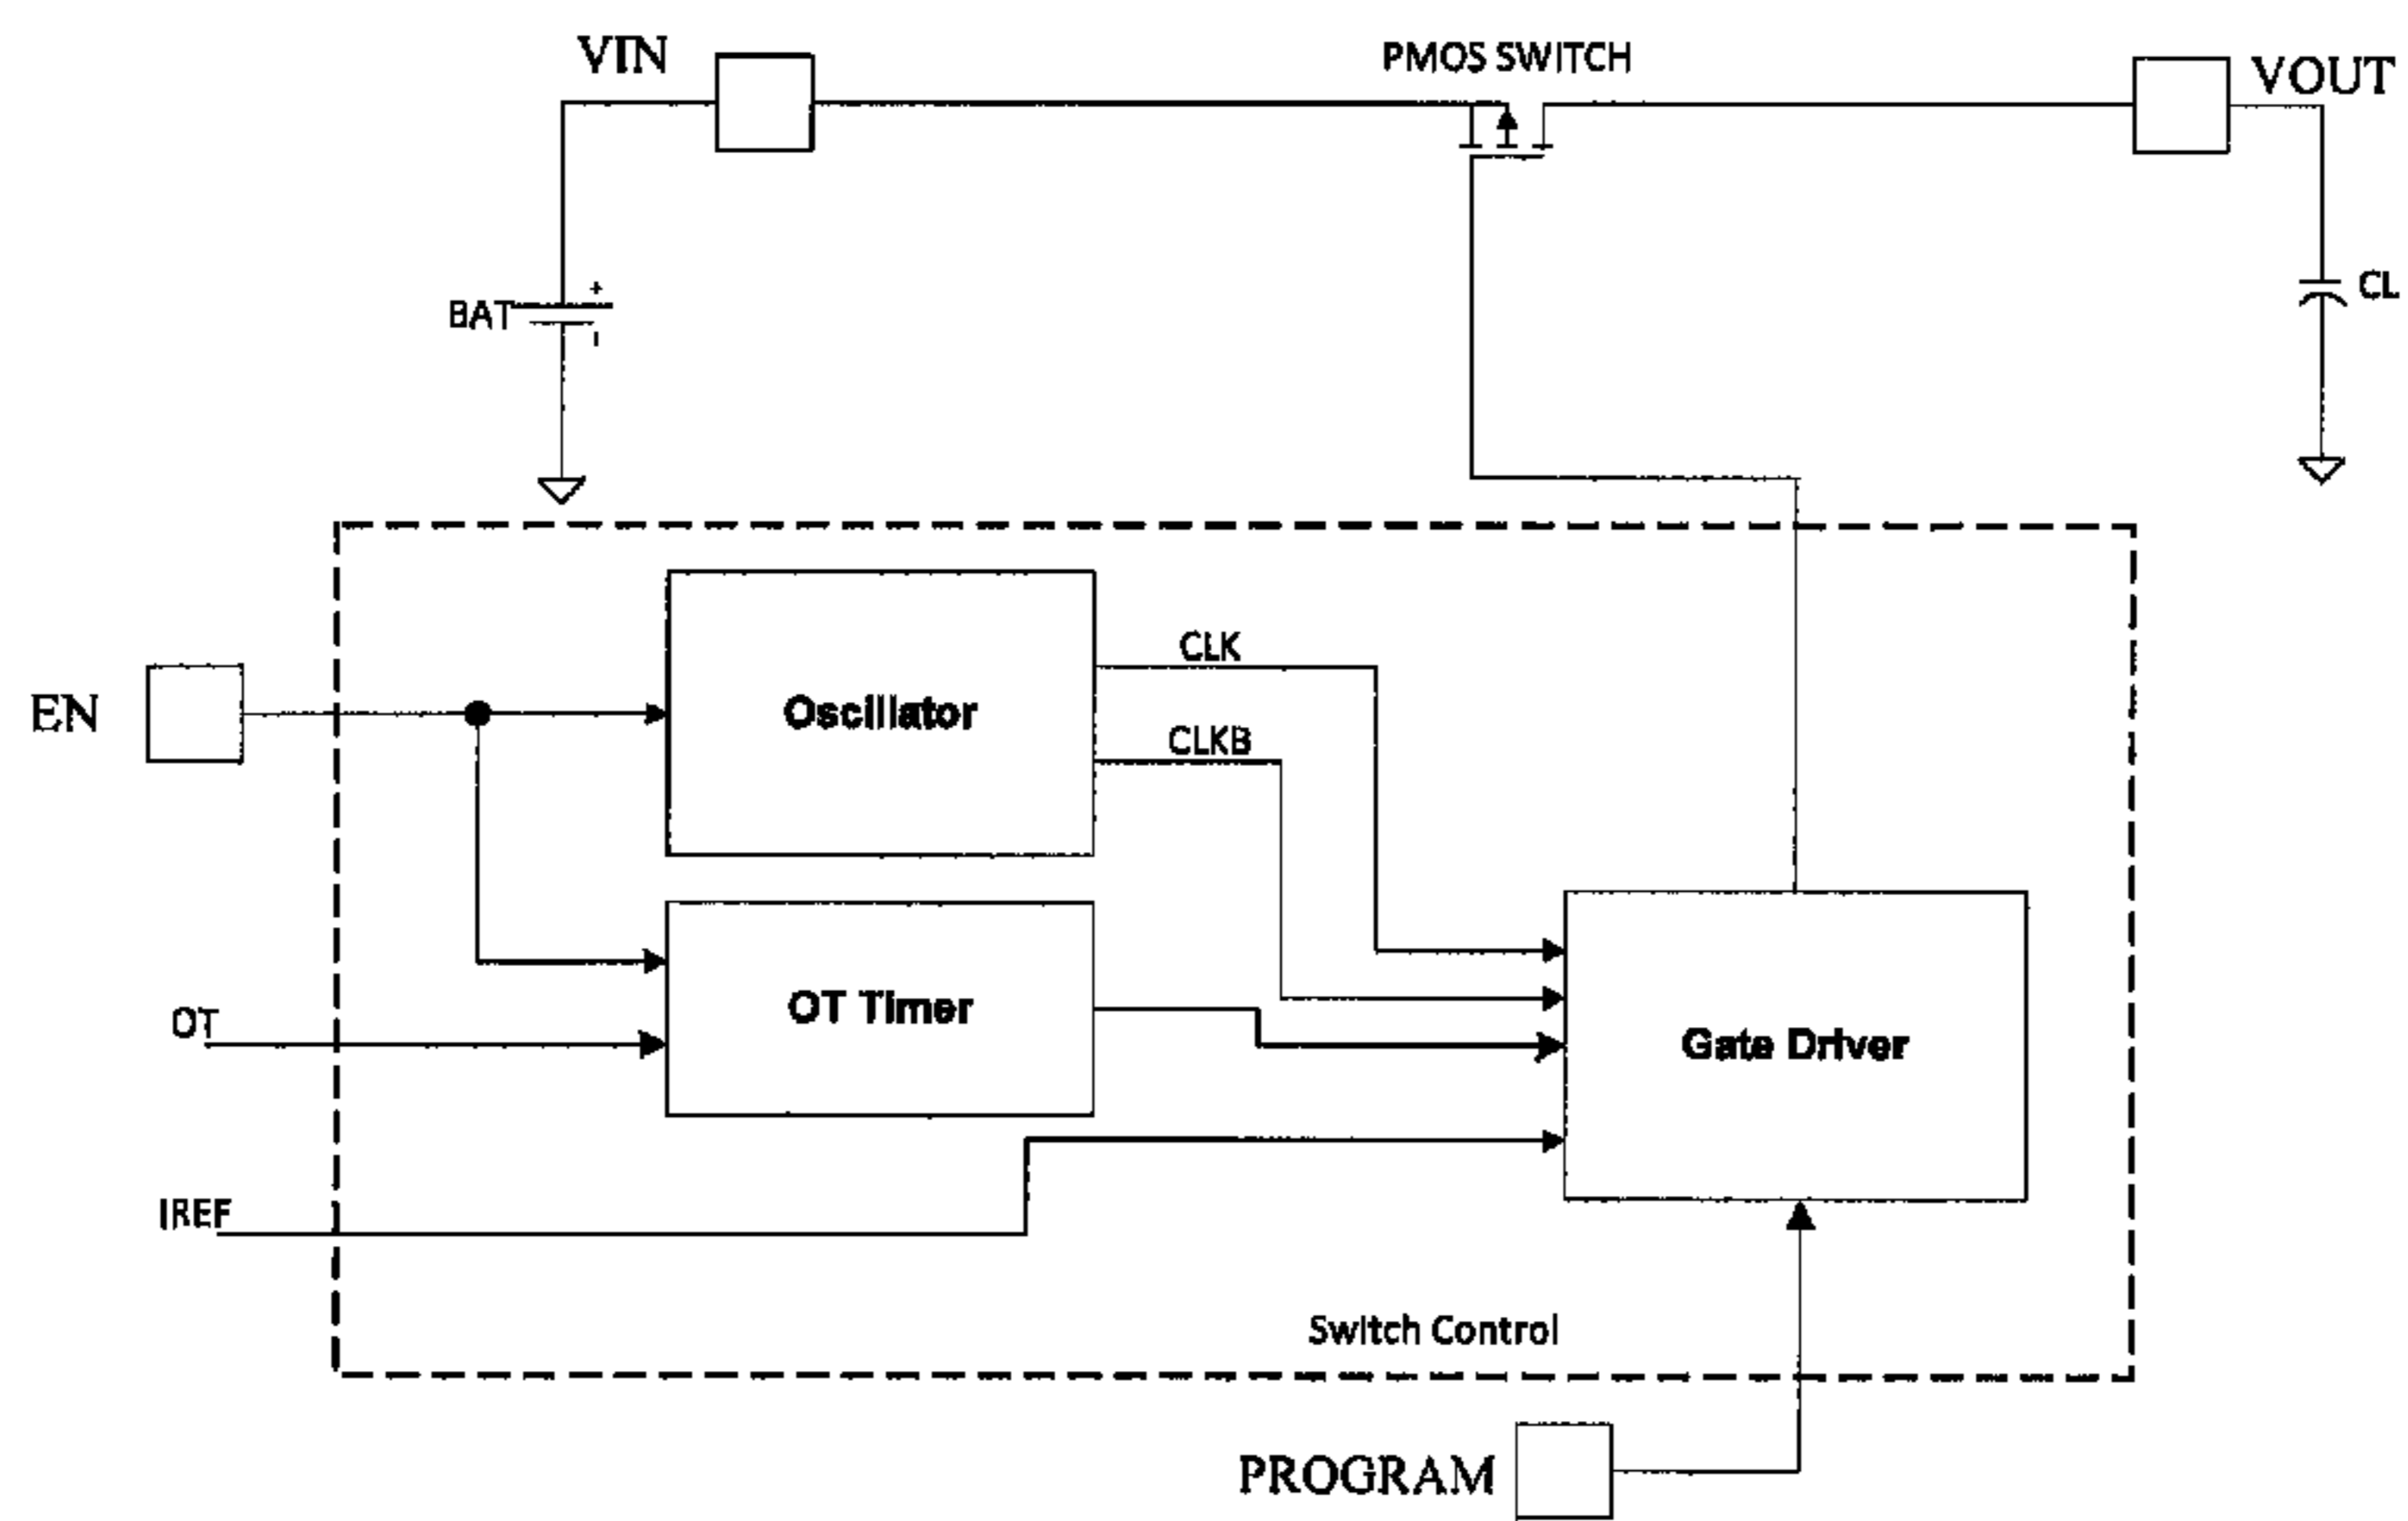 VIN
PMOS SWITCH
VOUT
BAT
+
-
CL
CLK
Oscillator
EN
CLKB
OT Timer
OT
Gate Driver
IREF
Switch Control
PROGRAM